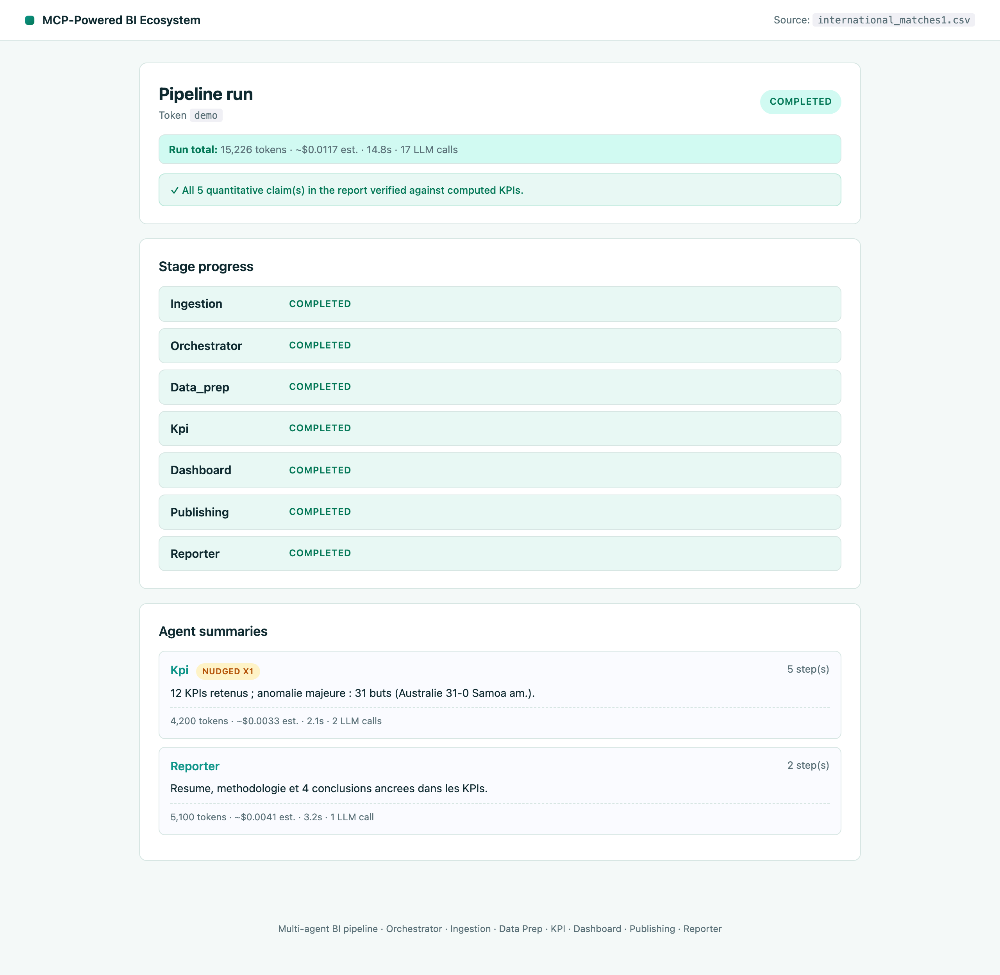 MCP-Powered BI Ecosystem
Source: international_matches1.csv
Pipeline run
Token demo
COMPLETED
Run total: 15,226 tokens · ~$0.0117 est. · 14.8s · 17 LLM calls
✓ All 5 quantitative claim(s) in the report verified against computed KPIs.
Stage progress
Ingestion COMPLETED
Orchestrator COMPLETED
Data_prep COMPLETED
Kpi COMPLETED
Dashboard COMPLETED
Publishing COMPLETED
Reporter COMPLETED
Agent summaries
Kpi NUDGED X1 5 step(s)
12 KPIs retenus ; anomalie majeure : 31 buts (Australie 31-0 Samoa am.).
4,200 tokens · ~$0.0033 est. · 2.1s · 2 LLM calls
Reporter 2 step(s)
Resume, methodologie et 4 conclusions ancrees dans les KPIs.
5,100 tokens · ~$0.0041 est. · 3.2s · 1 LLM call
Multi-agent BI pipeline · Orchestrator · Ingestion · Data Prep · KPI · Dashboard · Publishing · Reporter